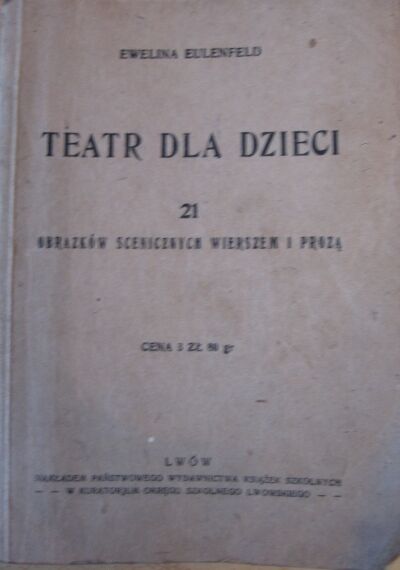 EWELINA EULENFELD
TEATR DLA DZIECI
21
OBRAZKÓW SCENICZNYCH WIERSZEM I PROZĄ
CENA 3 ZŁ 80 gr
LWÓW
NAKŁADEM PAŃSTWOWEGO WYDAWNICTWA KSIĄŻEK SZKOLNYCH
– – W KURATORJUM OKRĘGU SZKOLNEGO LWOWSKIEGO – –